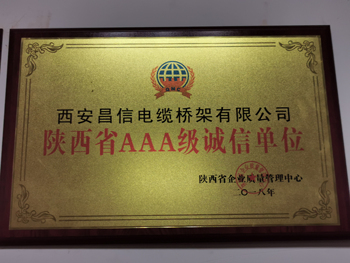 西安昌信电缆桥架有限公司
陕西省AAA级诚信单位
陕西省企业质量管理中心
二〇一八年